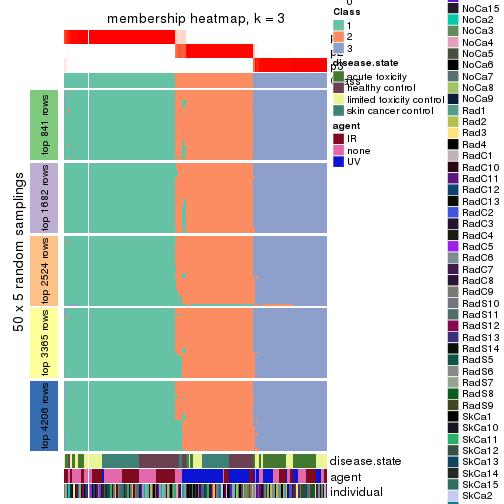 membership heatmap, k = 3
50 x 5 random samplings
top 841 rows
top 1682 rows
top 2524 rows
top 3365 rows
top 4206 rows
disease.state
agent
individual
Class
1
2
3
disease.state
acute toxicity
healthy control
limited toxicity control
skin cancer control
agent
IR
none
UV
NoCa15
NoCa2
NoCa3
NoCa4
NoCa5
NoCa6
NoCa7
NoCa8
NoCa9
Rad1
Rad2
Rad3
Rad4
RadC1
RadC10
RadC11
RadC12
RadC13
RadC2
RadC3
RadC4
RadC5
RadC6
RadC7
RadC8
RadC9
RadS10
RadS11
RadS12
RadS13
RadS14
RadS5
RadS6
RadS7
RadS8
RadS9
SkCa1
SkCa10
SkCa11
SkCa12
SkCa13
SkCa14
SkCa15
SkCa2